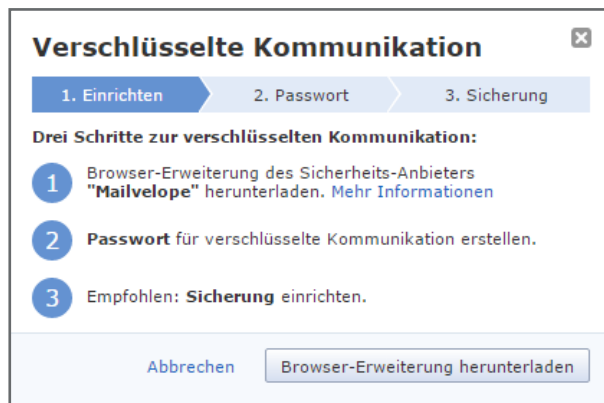 Verschlüsselte Kommunikation
1. Einrichten 2. Passwort 3. Sicherung
Drei Schritte zur verschlüsselten Kommunikation:
1 Browser-Erweiterung des Sicherheits-Anbieters
"Mailvelope" herunterladen. Mehr Informationen
2 Passwort für verschlüsselte Kommunikation erstellen.
3 Empfohlen: Sicherung einrichten.
Abbrechen Browser-Erweiterung herunterladen